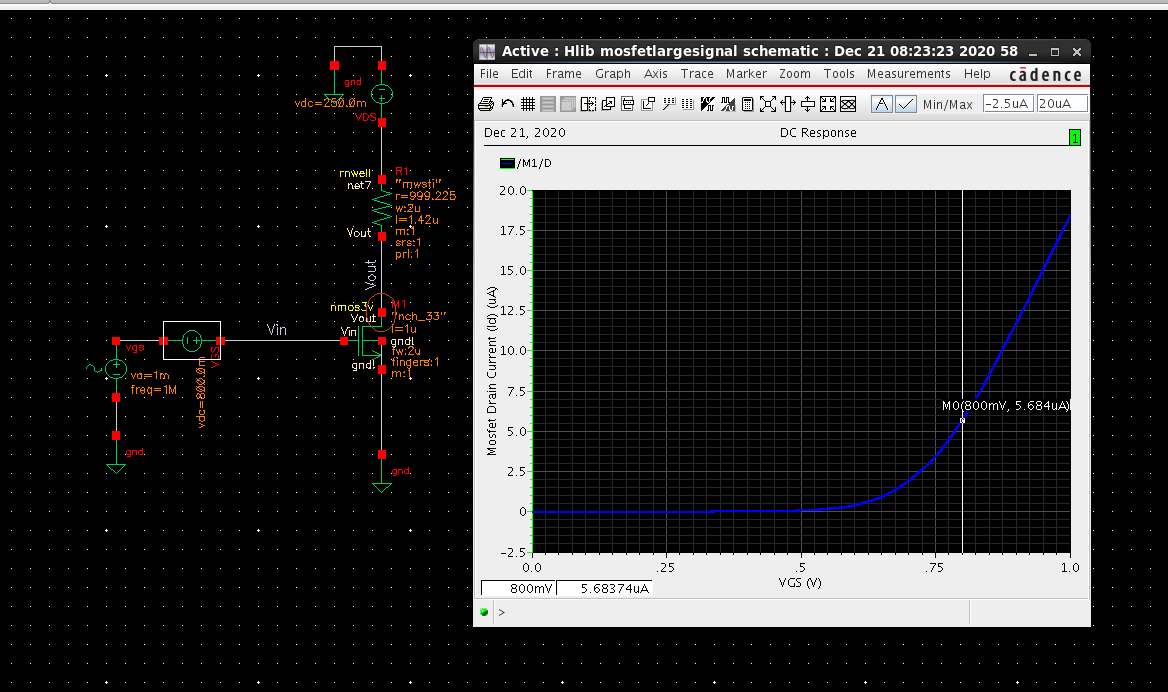 gnd
vdc=250.0m
VDS
rnwell
net7.
R1
"mwsti"
r=999.225
w:2u
l=1.42u
m:1
srs:1
prl:1
Vout
Vout
nmos3v
Vout
M1
"nch_33"
l=1u
Vin
gnd!
fw:2u
fingers:1
m:1
gnd!
Vin
vgs
va=1m
freq=1M
vdc=800.0m
gnd.
gnd.
Active : Hlib mosfetlargesignal schematic : Dec 21 08:23:23 2020 58
File Edit Frame Graph Axis Trace Marker Zoom Tools Measurements Help cādence
Min/Max -2.5uA 20uA
Dec 21, 2020 DC Response 1
/M1/D
20.0
17.5
15.0
12.5
10.0
7.5
5.0
2.5
0
-2.5
Mosfet Drain Current (Id) (uA)
M0(800mV, 5.684uA)
0.0 .25 .5 .75 1.0
VGS (V)
800mV 5.68374uA
>